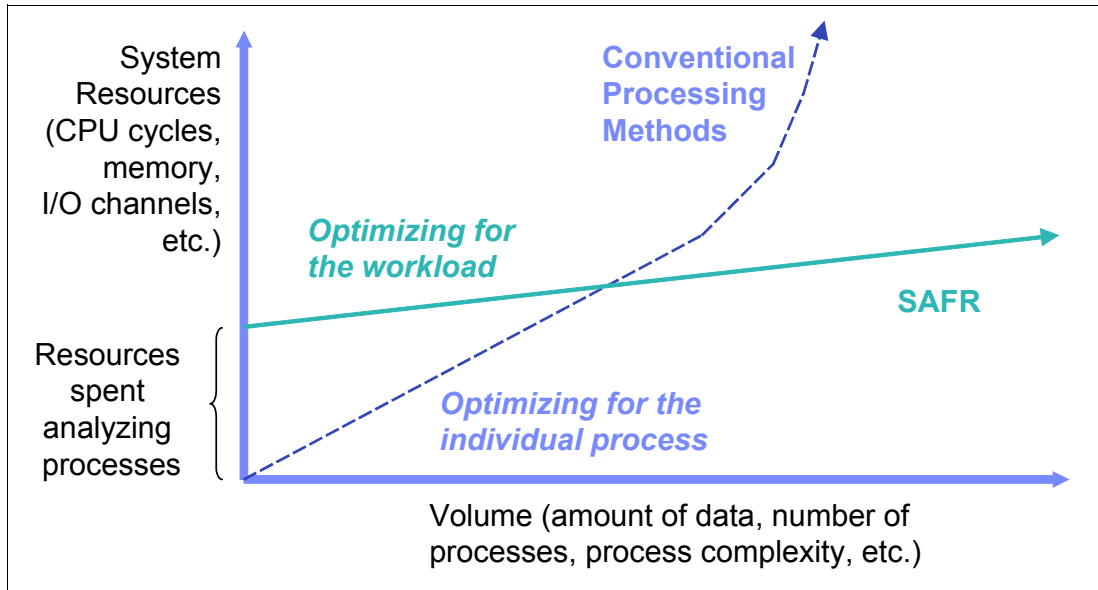 System
Resources
(CPU cycles,
memory,
I/O channels,
etc.)
Conventional
Processing
Methods
Optimizing for
the workload
SAFR
Resources
spent
analyzing
processes
Optimizing for the
individual process
Volume (amount of data, number of
processes, process complexity, etc.)